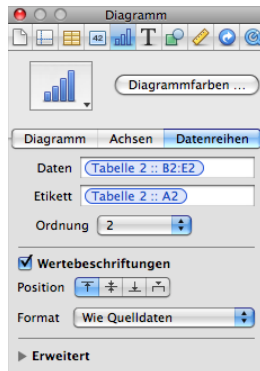 Diagramm
42 T
Diagrammfarben ...
Diagramm Achsen Datenreihen
Daten Tabelle 2 :: B2:E2
Etikett Tabelle 2 :: A2
Ordnung 2
Wertebeschriftungen
Position
Format Wie Quelldaten
Erweitert